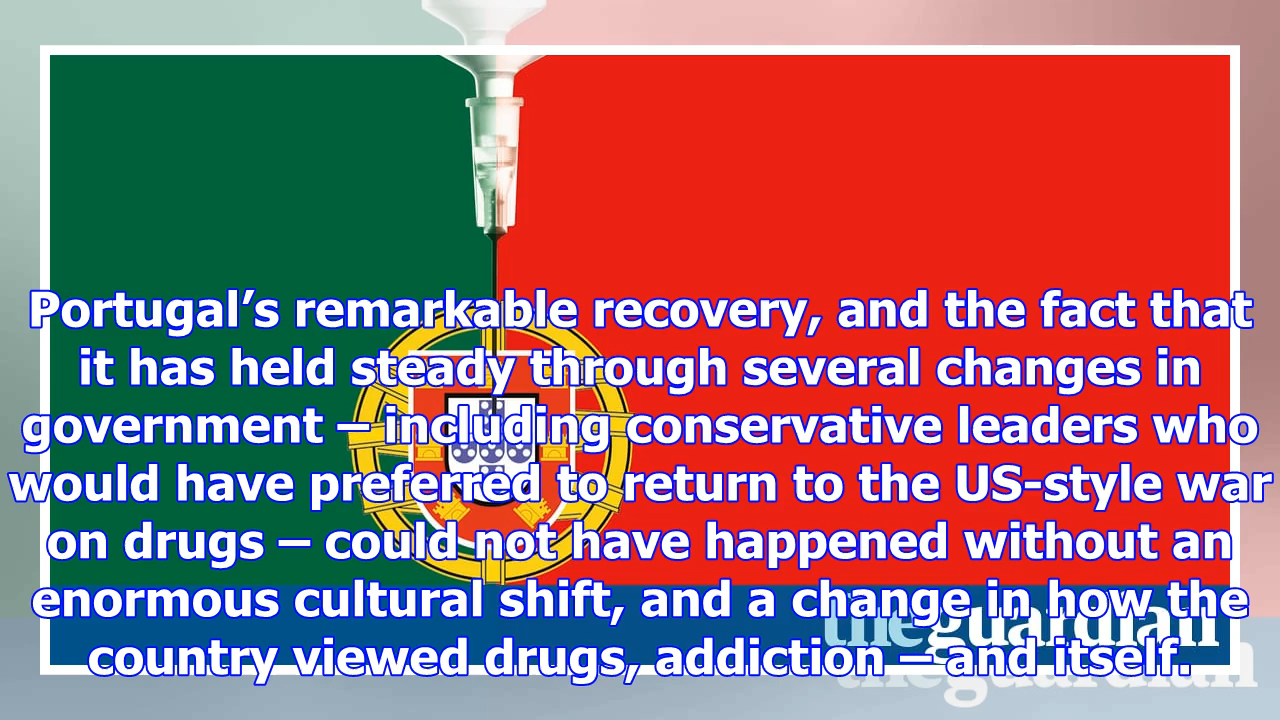 Portugal’s remarkable recovery, and the fact that
it has held steady through several changes in
government – including conservative leaders who
would have preferred to return to the US-style war
on drugs – could not have happened without an
enormous cultural shift, and a change in how the
country viewed drugs, addiction – and itself.
theguardian
theguardian